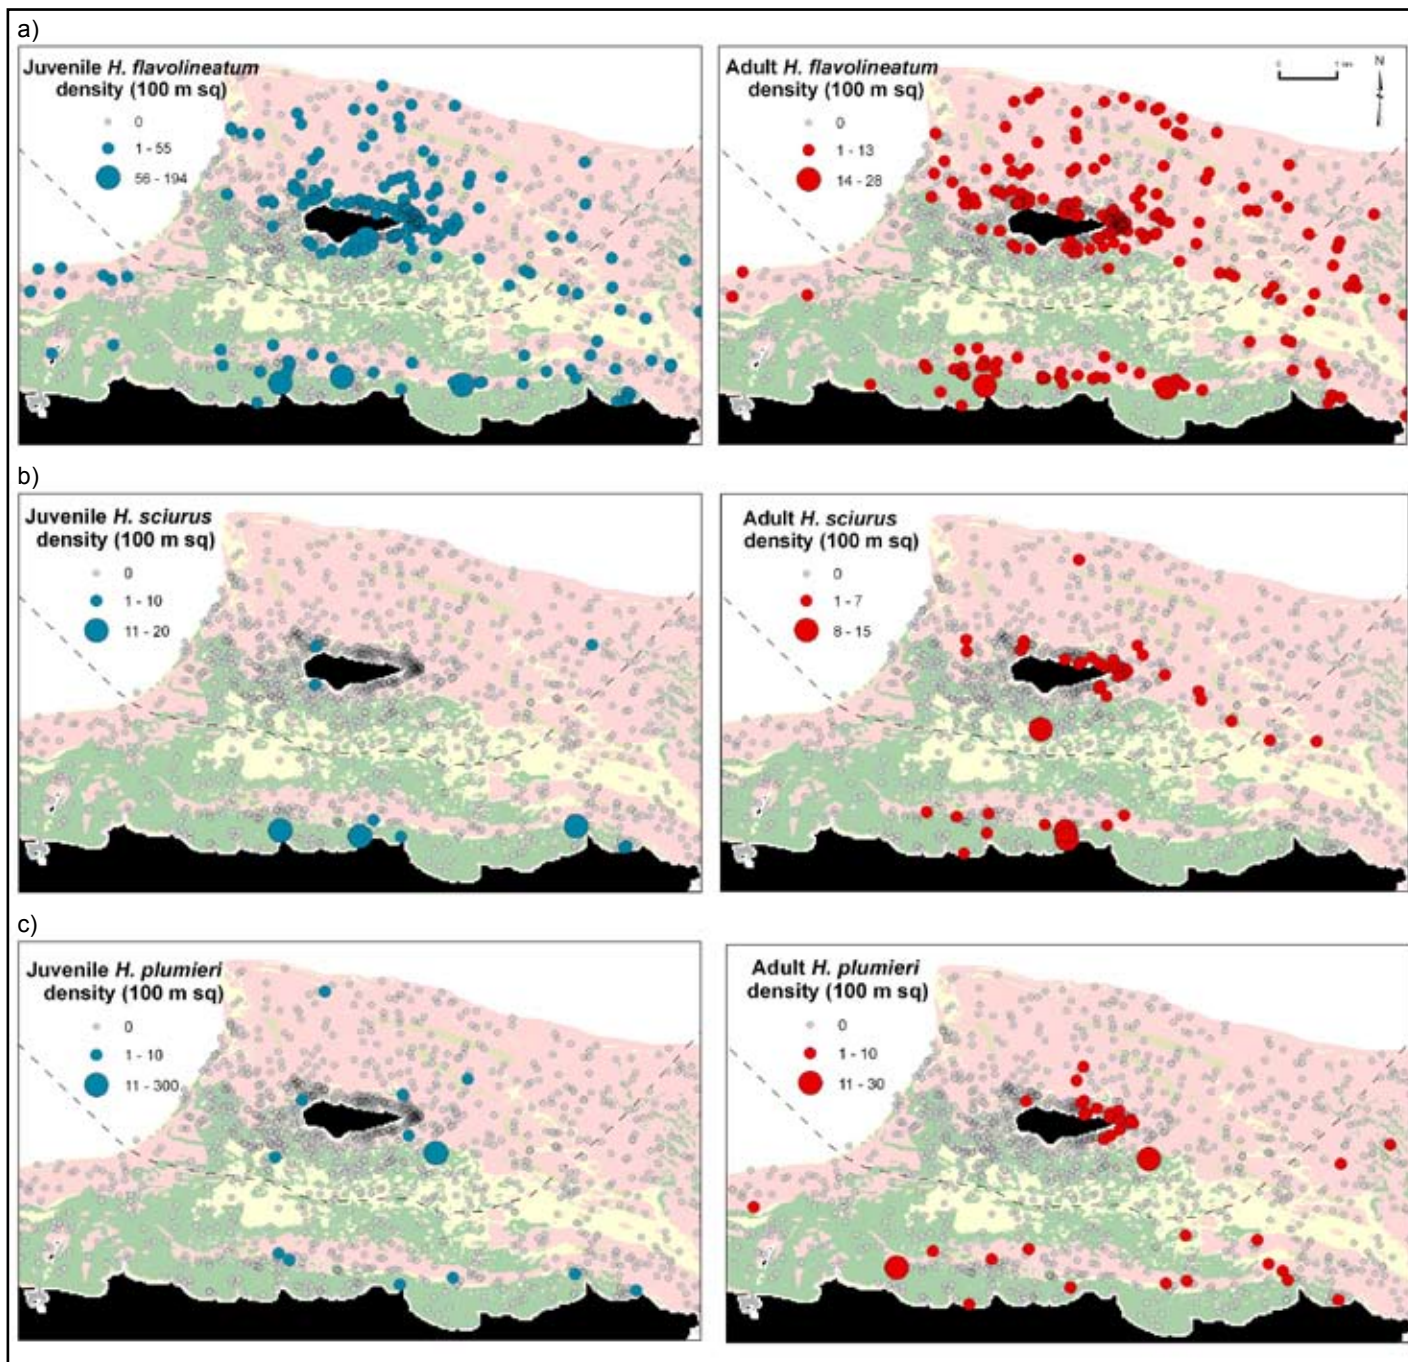 a)
Juvenile H. flavolineatum
density (100 m sq)
0
1 - 55
56 - 194
Adult H. flavolineatum
density (100 m sq)
0
1 - 13
14 - 28
0
N
b)
Juvenile H. sciurus
density (100 m sq)
0
1 - 10
11 - 20
Adult H. sciurus
density (100 m sq)
0
1 - 7
8 - 15
c)
Juvenile H. plumieri
density (100 m sq)
0
1 - 10
11 - 300
Adult H. plumieri
density (100 m sq)
0
1 - 10
11 - 30